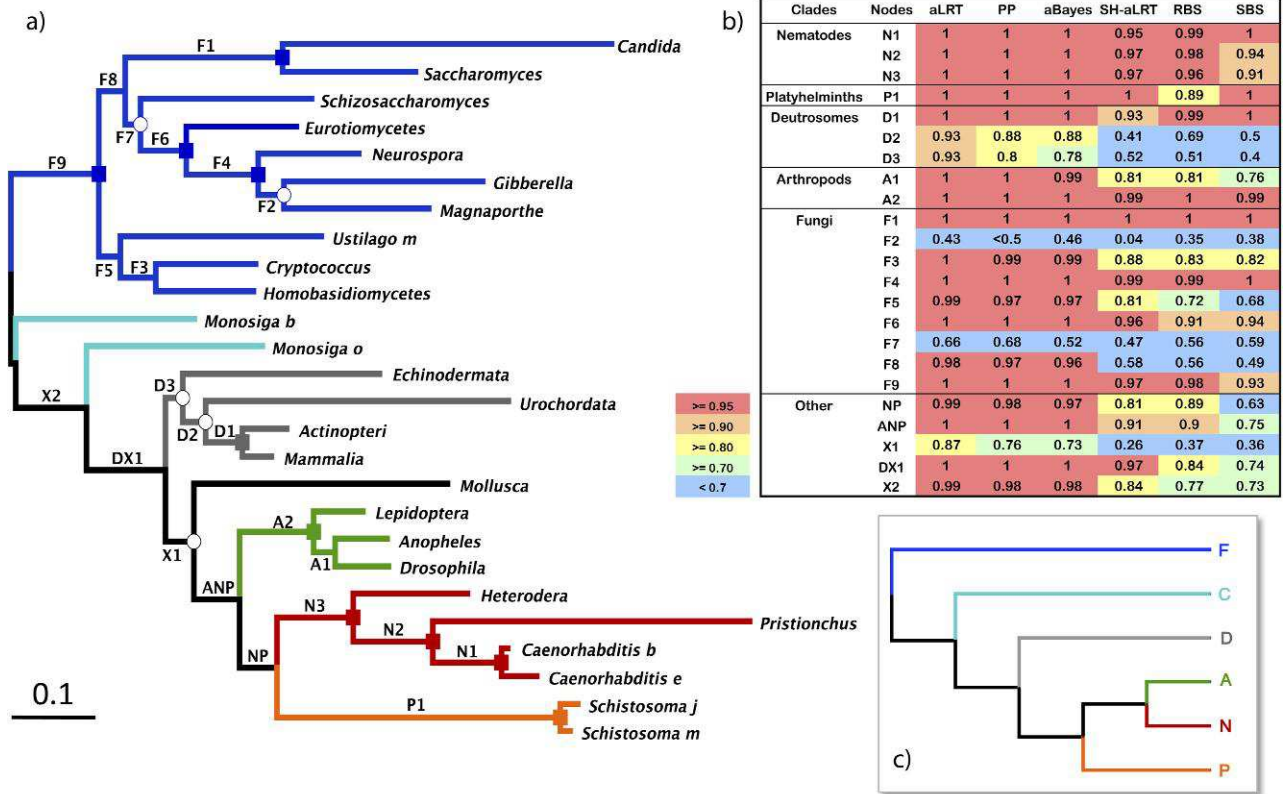 a)
F1
Candida
Saccharomyces
F8
Schizosaccharomyces
F7
F6
Eurotiomycetes
F9
F4
Neurospora
Gibberella
F2
Magnaporthe
Ustilago m
F5
F3
Cryptococcus
Homobasidiomycetes
Monosiga b
Monosiga o
X2
D3
Echinodermata
Urochordata
D2
D1
Actinopteri
Mammalia
DX1
Mollusca
X1
A2
Lepidoptera
Anopheles
A1
Drosophila
ANP
N3
Heterodera
Pristionchus
N2
Caenorhabditis b
N1
Caenorhabditis e
NP
P1
Schistosoma j
Schistosoma m
0.1
b)
Clades Nodes aLRT PP aBayes SH-aLRT RBS SBS
Nematodes N1 1 1 1 0.95 0.99 1
N2 1 1 1 0.97 0.98 0.94
N3 1 1 1 0.97 0.96 0.91
Platyhelminths P1 1 1 1 1 0.89 1
Deutrosomes D1 1 1 1 0.93 0.99 1
D2 0.93 0.88 0.88 0.41 0.69 0.5
D3 0.93 0.8 0.78 0.52 0.51 0.4
Arthropods A1 1 1 0.99 0.81 0.81 0.76
A2 1 1 1 0.99 1 0.99
Fungi F1 1 1 1 1 1 1
F2 0.43 <0.5 0.46 0.04 0.35 0.38
F3 1 0.99 0.99 0.88 0.83 0.82
F4 1 1 1 0.99 0.99 1
F5 0.99 0.97 0.97 0.81 0.72 0.68
F6 1 1 1 0.96 0.91 0.94
F7 0.66 0.68 0.52 0.47 0.56 0.59
F8 0.98 0.97 0.96 0.58 0.56 0.49
F9 1 1 1 0.97 0.98 0.93
Other NP 0.99 0.98 0.97 0.81 0.89 0.63
ANP 1 1 1 0.91 0.9 0.75
X1 0.87 0.76 0.73 0.26 0.37 0.36
DX1 1 1 1 0.97 0.84 0.74
X2 0.99 0.98 0.98 0.84 0.77 0.73
>= 0.95
>= 0.90
>= 0.80
>= 0.70
< 0.7
F
C
D
A
N
P
c)